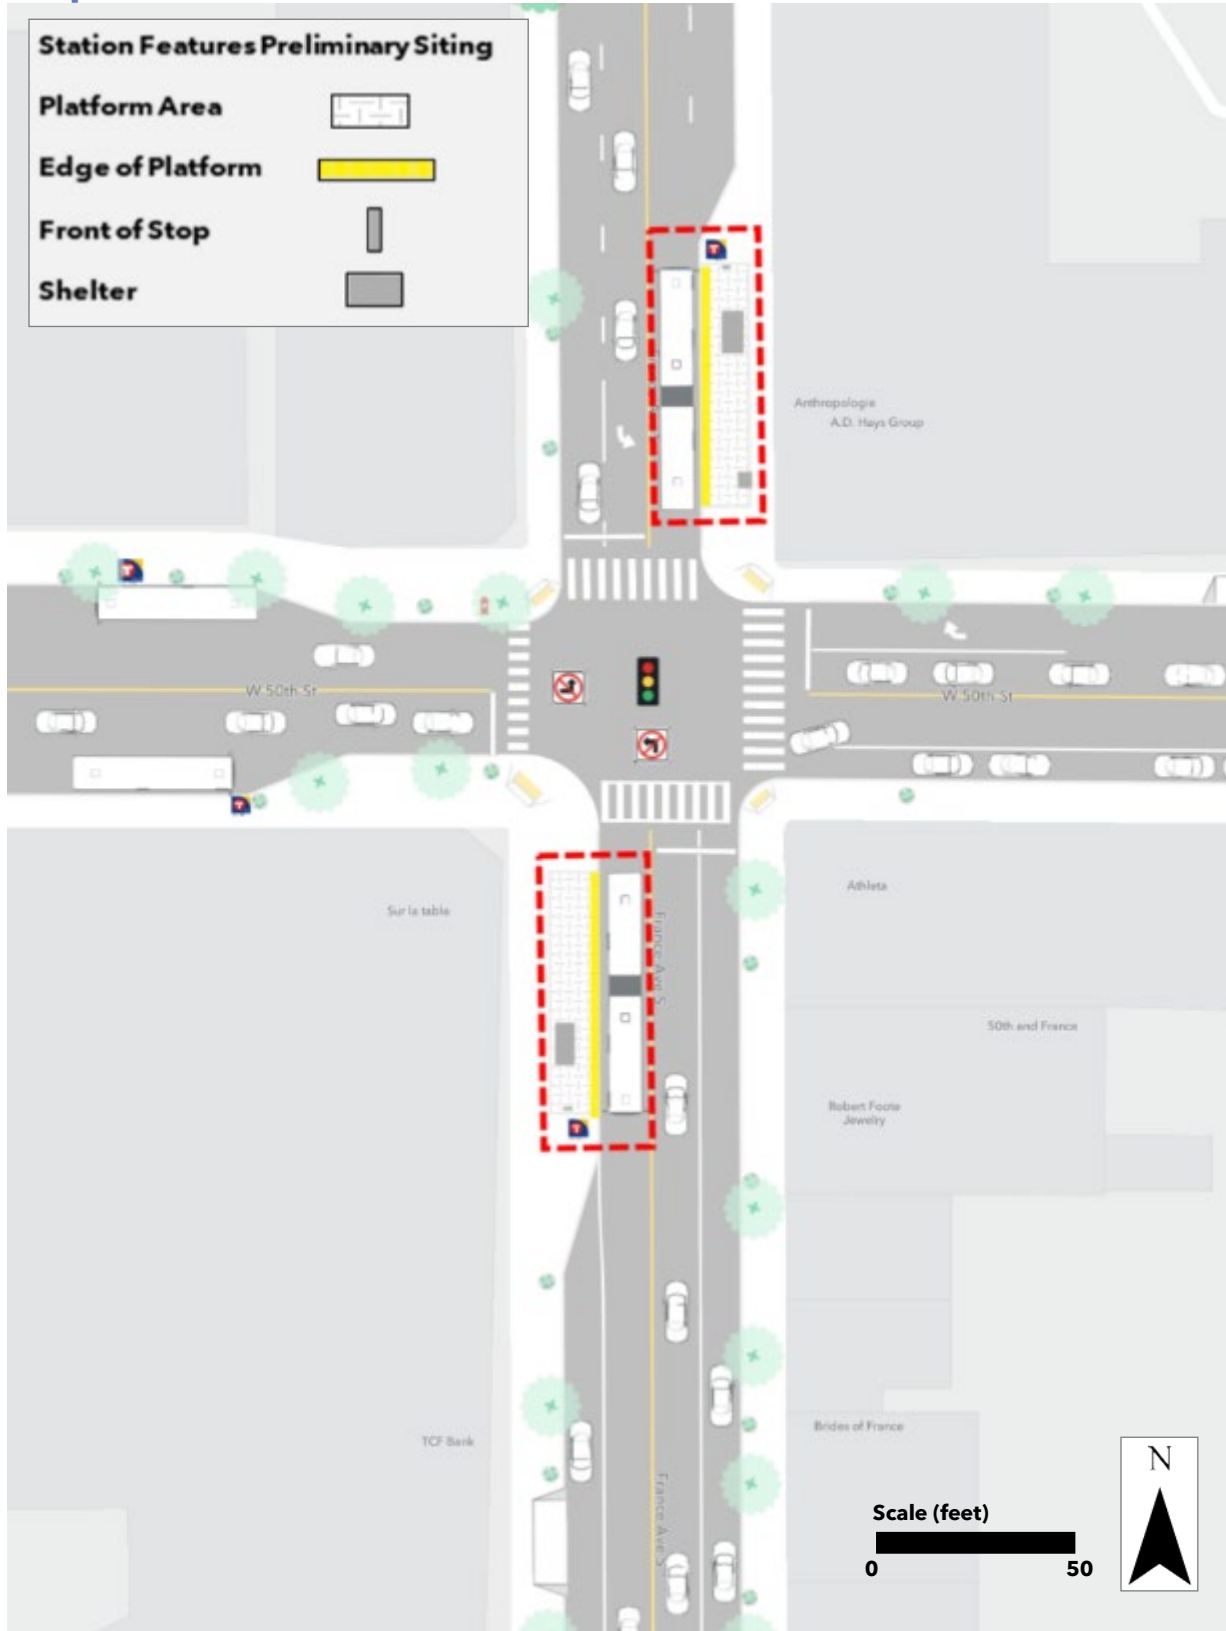 Station Features Preliminary Siting
Platform Area
Edge of Platform
Front of Stop
Shelter
T
Anthropologie
A.D. Hays Group
T
W 50th St
W 50th St
T
Sur la table
Athleta
France Ave S
50th and France
Robert Foote
Jewelry
T
TCF Bank
Brides of France
France Ave S
N
Scale (feet)
0
50